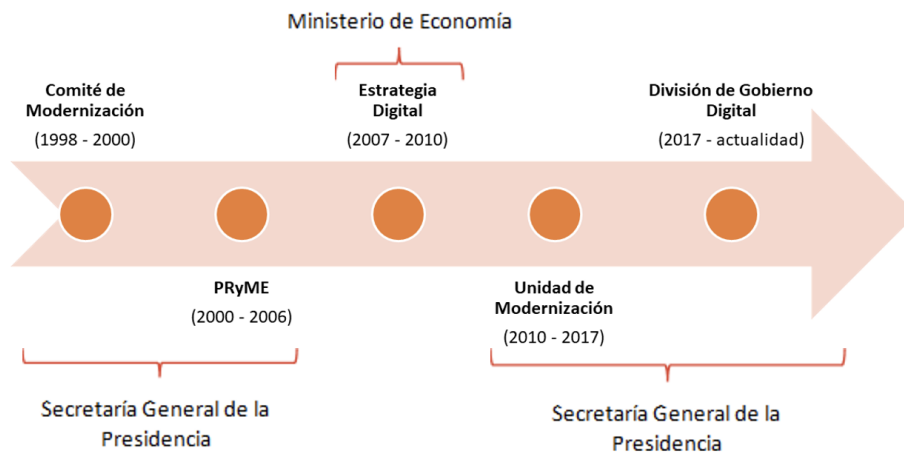 Ministerio de Economía
Comité de
Modernización
(1998 - 2000)
Estrategia
Digital
(2007 - 2010)
División de Gobierno
Digital
(2017 - actualidad)
PRyME
(2000 - 2006)
Unidad de
Modernización
(2010 - 2017)
Secretaría General de la
Presidencia
Secretaría General de la
Presidencia